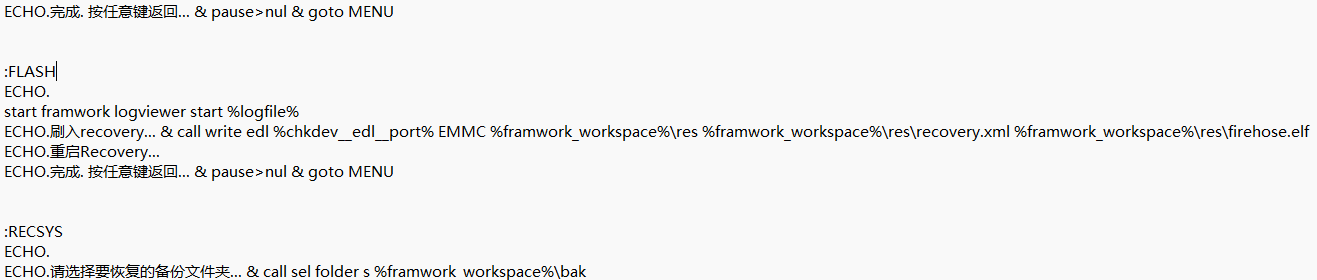 ECHO.完成. 按任意键返回... & pause>nul & goto MENU
:FLASH
ECHO.
start framwork logviewer start %logfile%
ECHO.刷入recovery... & call write edl %chkdev__edl__port% EMMC %framwork_workspace%\res %framwork_workspace%\res\recovery.xml %framwork_workspace%\res\firehose.elf
ECHO.重启Recovery...
ECHO.完成. 按任意键返回... & pause>nul & goto MENU
:RECSYS
ECHO.
ECHO.请选择要恢复的备份文件夹... & call sel folder s %framwork_workspace%\bak